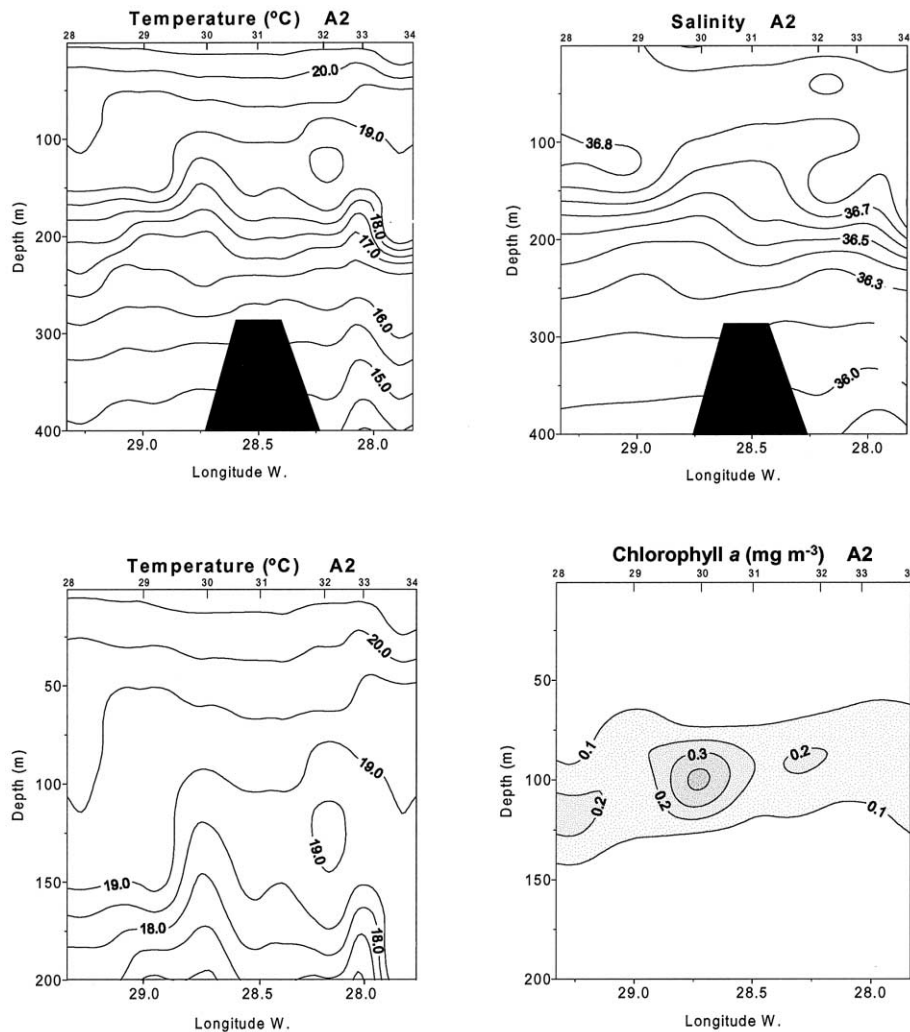 Temperature (ºC) A2
28 29 30 31 32 33 34
20.0
19.0
18.0
17.0
16.0
15.0
100
200
300
400
Depth (m)
29.0 28.5 28.0
Longitude W.
Salinity A2
28 29 30 31 32 33 34
36.8
36.7
36.5
36.3
36.0
100
200
300
400
Depth (m)
29.0 28.5 28.0
Longitude W.
Temperature (ºC) A2
28 29 30 31 32 33 34
20.0
19.0
19.0
19.0
18.0
18.0
50
100
150
200
Depth (m)
29.0 28.5 28.0
Longitude W.
Chlorophyll a (mg m-3) A2
28 29 30 31 32 33 34
0.1
0.3
0.2
0.2
0.2
0.1
50
100
150
200
Depth (m)
29.0 28.5 28.0
Longitude W.